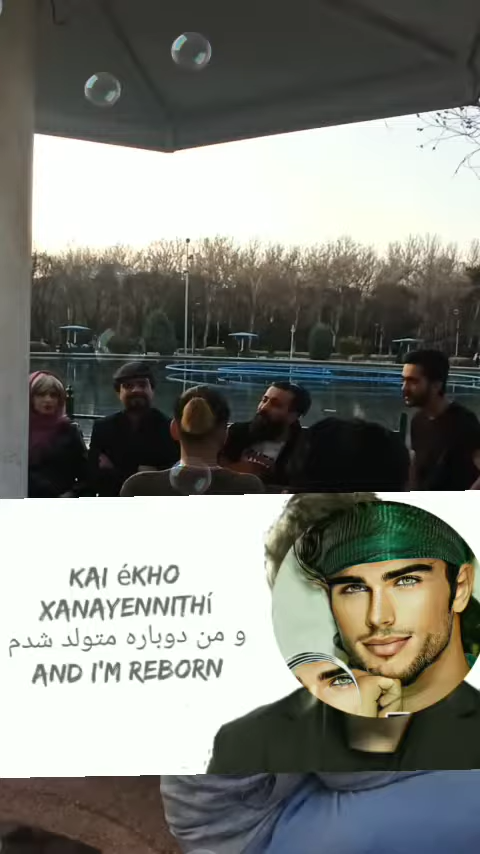 KAI éKHO
XANAYENNITHÍ
و من دوباره متولد شدم
AND I'M REBORN